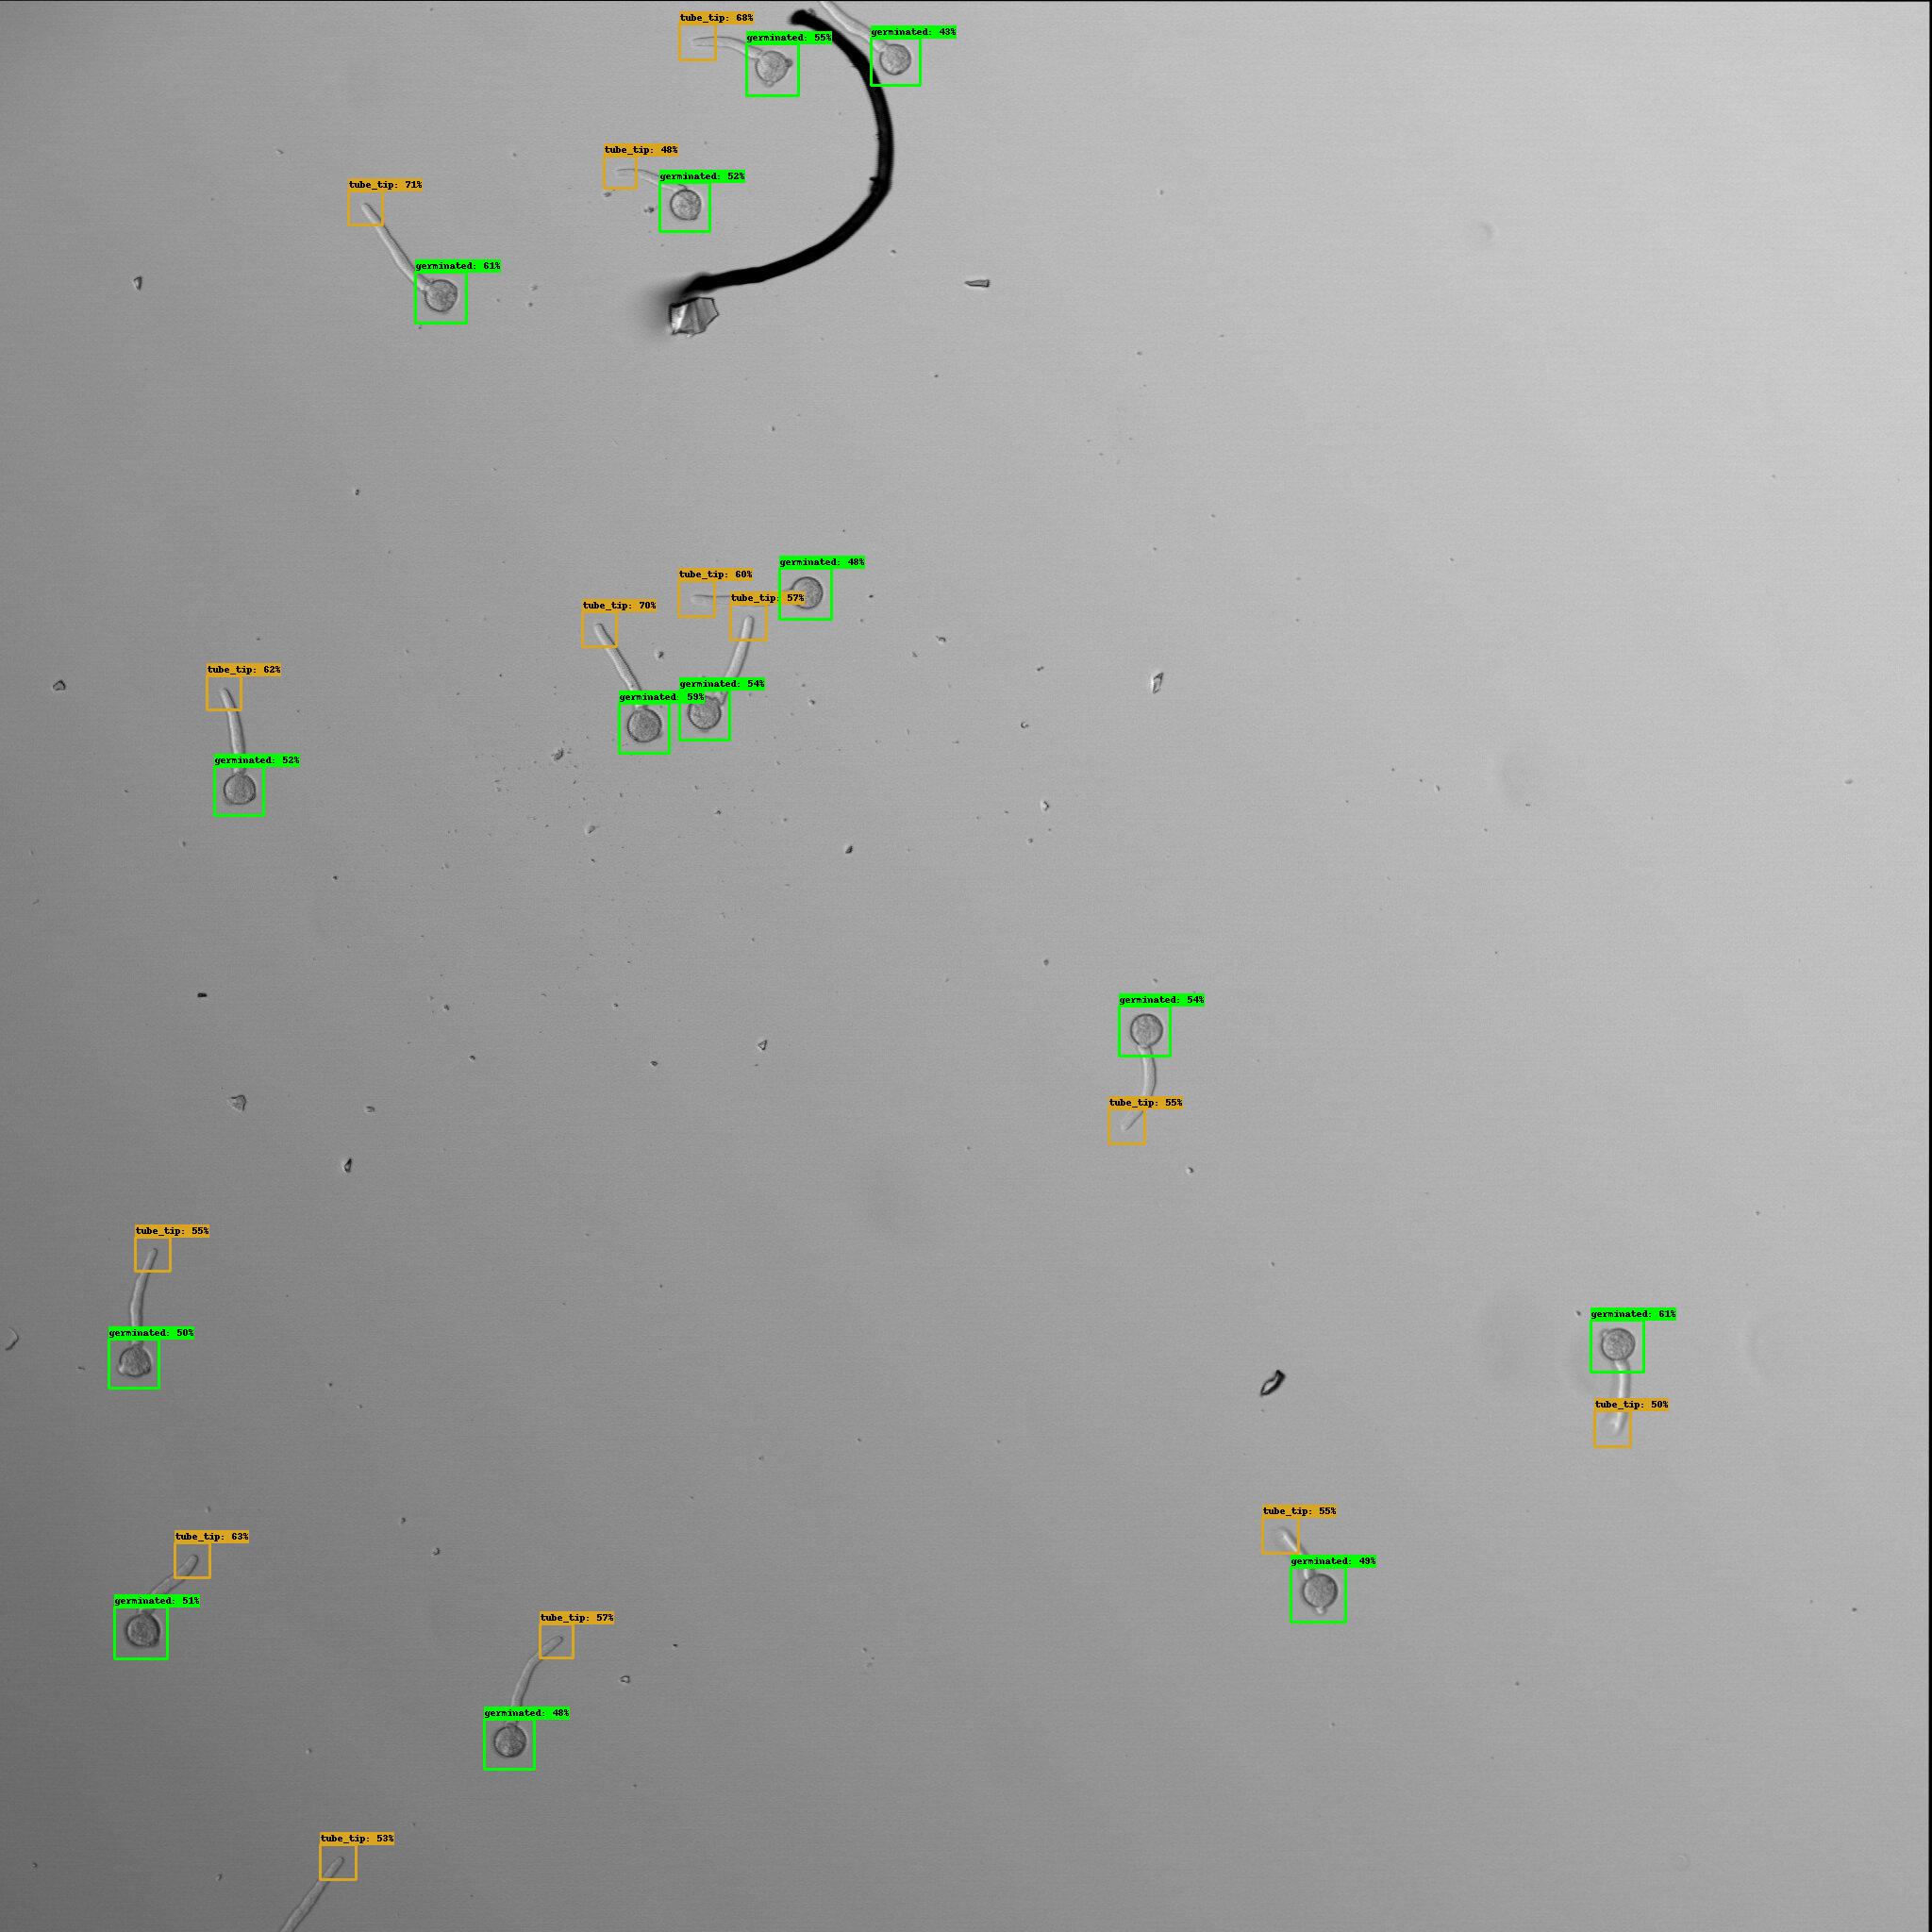 tube_tip: 68%
germinated: 43%
germinated: 55%
tube_tip: 48%
germinated: 52%
tube_tip: 71%
germinated: 61%
germinated: 48%
tube_tip: 60%
tube_tip: 57%
tube_tip: 70%
tube_tip: 62%
germinated: 54%
germinated: 59%
germinated: 52%
germinated: 54%
tube_tip: 55%
tube_tip: 55%
germinated: 61%
germinated: 50%
tube_tip: 50%
tube_tip: 55%
tube_tip: 63%
germinated: 49%
germinated: 51%
tube_tip: 57%
germinated: 48%
tube_tip: 53%